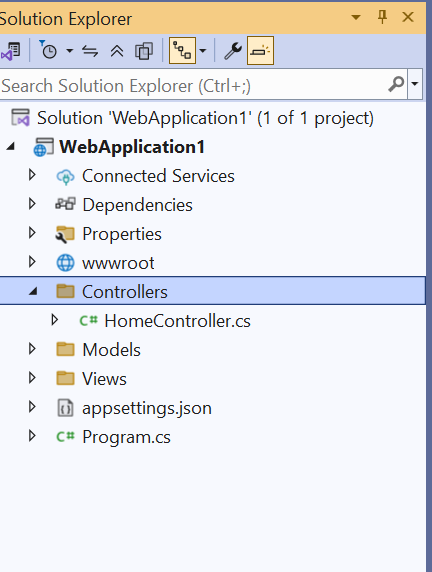 Solution Explorer
Search Solution Explorer (Ctrl+;)
Solution 'WebApplication1' (1 of 1 project)
WebApplication1
Connected Services
Dependencies
Properties
wwwroot
Controllers
C# HomeController.cs
Models
Views
appsettings.json
C# Program.cs